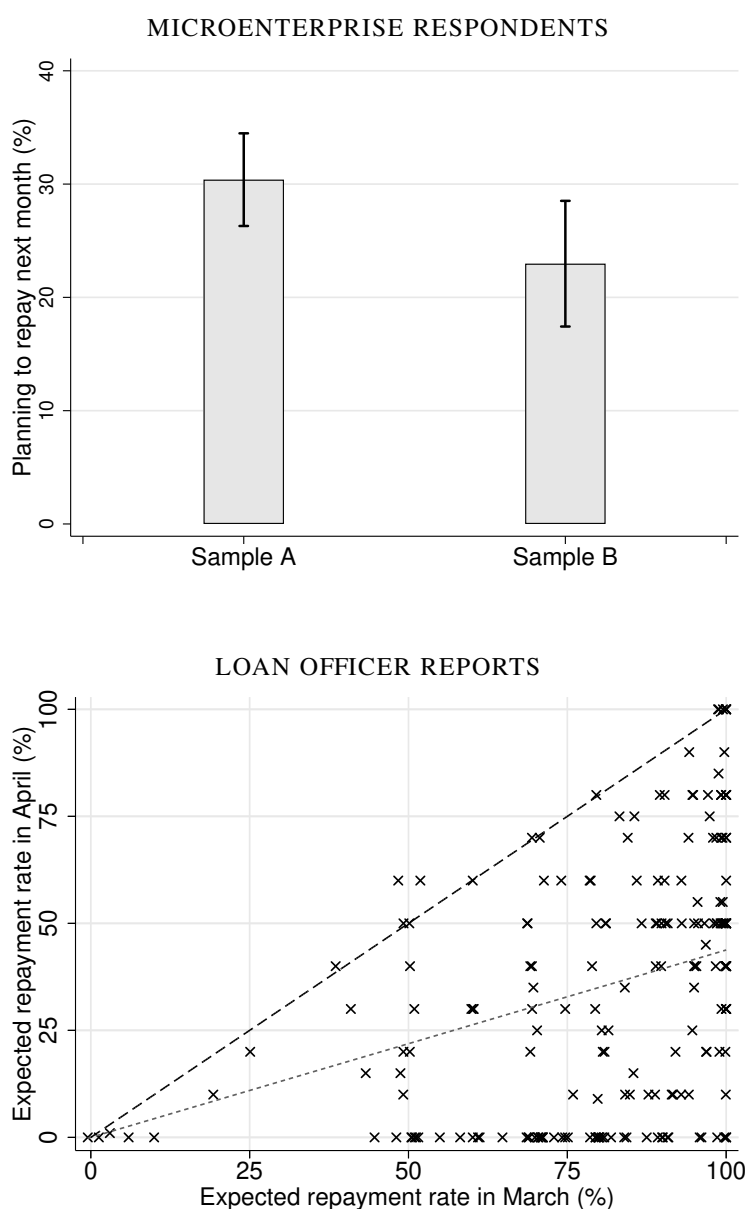 MICROENTERPRISE RESPONDENTS
Planning to repay next month (%)
40
30
20
10
0
Sample A
Sample B
LOAN OFFICER REPORTS
Expected repayment rate in April (%)
100
75
50
25
0
0
25
50
75
100
Expected repayment rate in March (%)